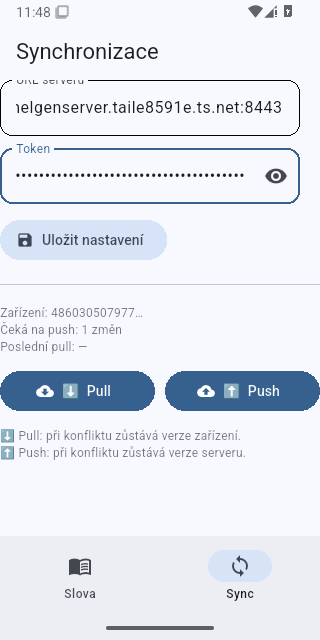 11:48
Synchronizace
URL serveru
elgenserver.taile8591e.ts.net:8443
Token
••••••••••••••••••••••••••••••••••••••
Uložit nastavení
Zařízení: 486030507977…
Čeká na push: 1 změn
Poslední pull: —
⬇️ Pull
⬆️ Push
⬇️ Pull: při konfliktu zůstává verze zařízení.
⬆️ Push: při konfliktu zůstává verze serveru.
Slova
Sync